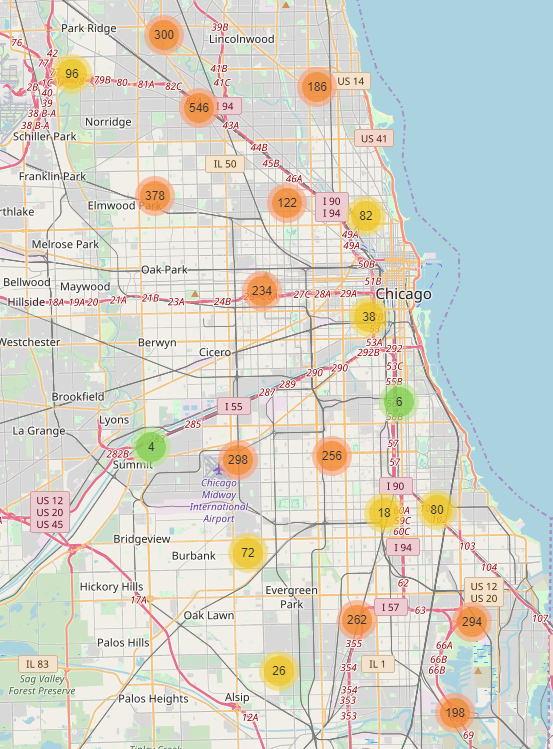 Park Ridge
300
39B
Lincolnwood
76
42
77
96
79B
80
81A
82C
41B
41C
186
US 14
28
40
39
38 B-A
38 B-A
546
I 94
43A
Norridge
Schiller Park
US 41
44B
45B
46A
IL 50
Franklin Park
378
Elmwood Park
122
I 90
I 94
82
rthlake
49A
49A
Melrose Park
50B
Oak Park
51B
Bellwood
Maywood
234
Chicago
Hillside
18A
19A
20
21A
21B
23A
24B
27C
28A
29A
38
Westchester
Berwyn
Cicero
53A
292B
292
290
290
53C
289
287
55B
Brookfield
6
I 55
Lyons
285
La Grange
57
4
282B
Summit
298
256
57
Chicago
Midway
International
Airport
I 90
US 12
US 20
US 45
18
60A
59C
60C
80
Bridgeview
72
Burbank
I 94
103
104
Hickory Hills
62
Evergreen
Park
US 12
US 20
17A
I 57
63
107
Oak Lawn
262
294
Palos Hills
355
66A
IL 83
26
IL 1
66B
66B
Sag Valley
Forest Preserve
354
Palos Heights
Alsip
354
353
353
12A
198
69
Tinley Creek